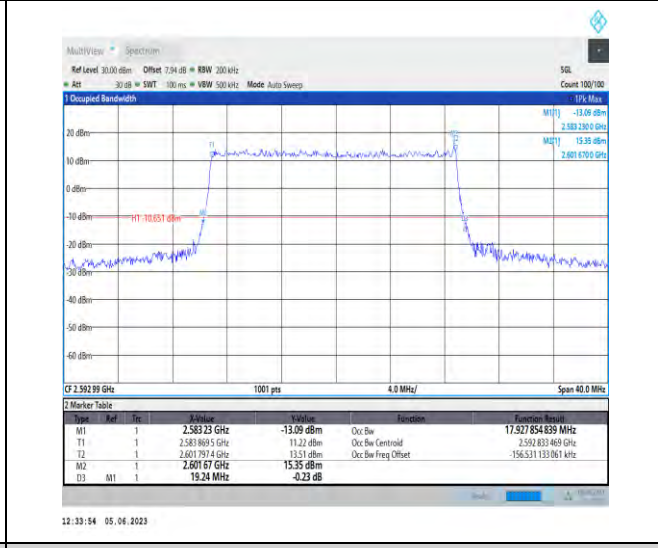 MultiView Spectrum
Ref Level 30.00 dBm Offset 7.94 dB RBW 200 kHz SGL
Att 30 dB SWT 100 ms VBW 500 kHz Mode Auto Sweep Count 100/100
1 Occupied Bandwidth 1Pk Max
M1[1] -13.09 dBm
2.583 230 0 GHz
20 dBm
M2[1] 15.35 dBm
2.601 670 0 GHz
T1
10 dBm
0 dBm
-10 dBm H1 -10.651 dBm
-20 dBm
-30 dBm
-40 dBm
-50 dBm
-60 dBm
CF 2.592 99 GHz 1001 pts 4.0 MHz/ Span 40.0 MHz
2 Marker Table
Type Ref Trc X-Value Y-Value Function Function Result
M1 1 2.583 23 GHz -13.09 dBm Occ Bw 17.927 854 839 MHz
T1 1 2.583 869 5 GHz 11.22 dBm Occ Bw Centroid 2.592 833 469 GHz
T2 1 2.601 797 4 GHz 13.51 dBm Occ Bw Freq Offset -156.531 133 061 kHz
M2 1 2.601 67 GHz 15.35 dBm
D3 M1 1 19.24 MHz -0.23 dB
12:33:54 05.06.2023